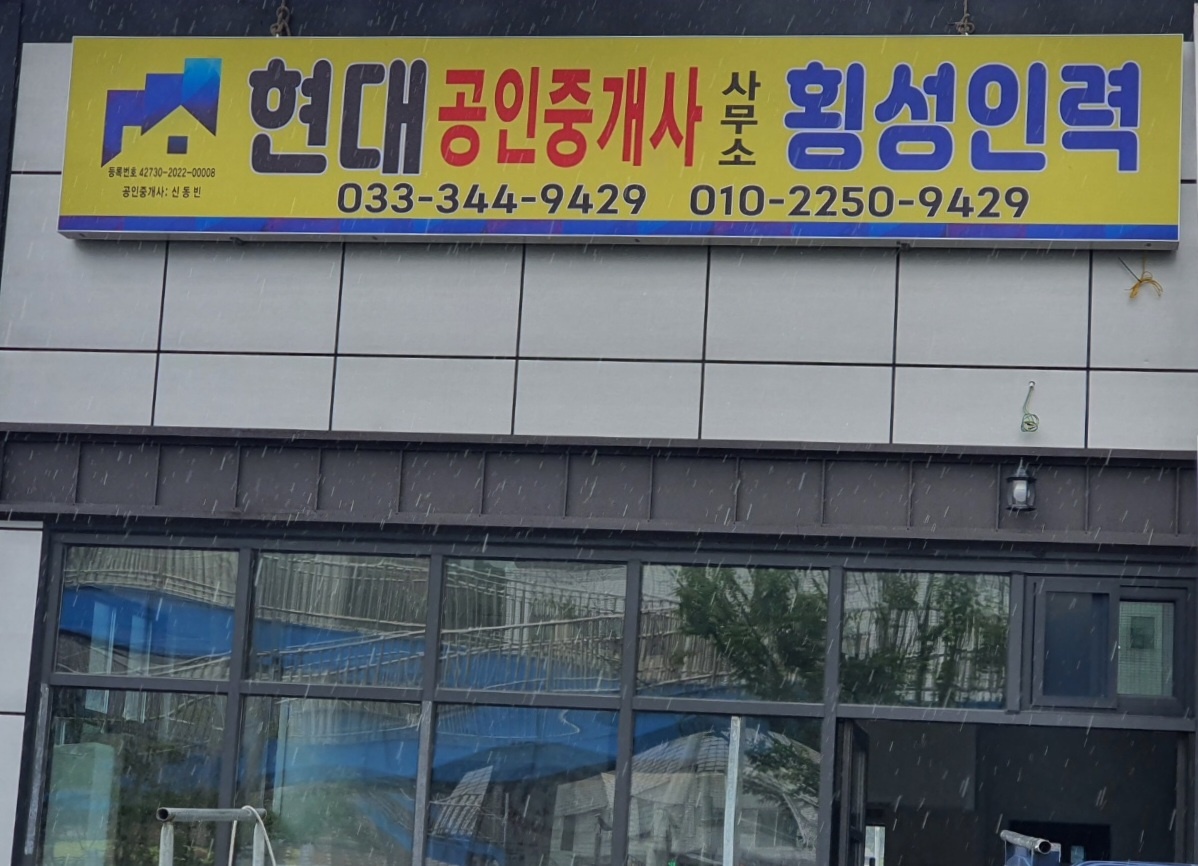 현대 공인중개사 사무소 횡성인력
등록번호 42730-2022-00008
공인중개사: 신동빈
033-344-9429 010-2250-9429